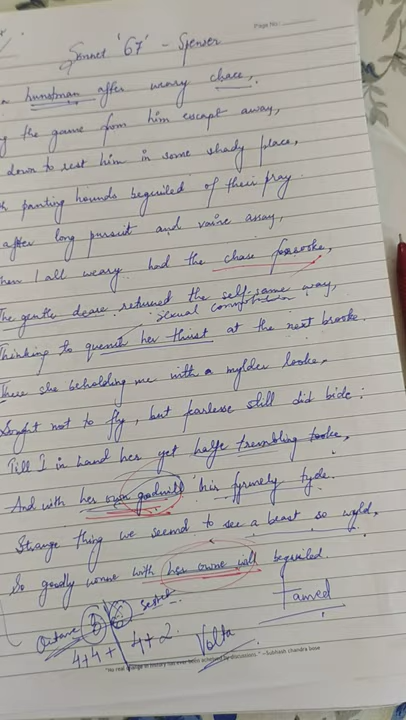 Page No.:
Sonnet '67' - Spenser
a hunstman after weary chace,
g the game from him escapt away,
down to rest him in some shady place,
panting hounds beguiled of their pray
after long pursuit and vaine assay,
hen I all weary had the chase forsooke,
The gentle deare returned the self same way,
sexual
Thinking to quench her thirst at the next brooke.
There she beholding me with a mylder looke,
Sought not to fly, but fearlesse still did bide:
Till I in hand her yet halfe trembling tooke,
And with her own goodwill his fyrmely tyde.
Strange thing we seemed to see a beast so wyld,
So goodly wonne with her owne will beguiled.
Octave sestet
4+4+ 4+2. Volta
Tamed
"No real change in history has ever been achieved by discussions." - Subhash chandra bose